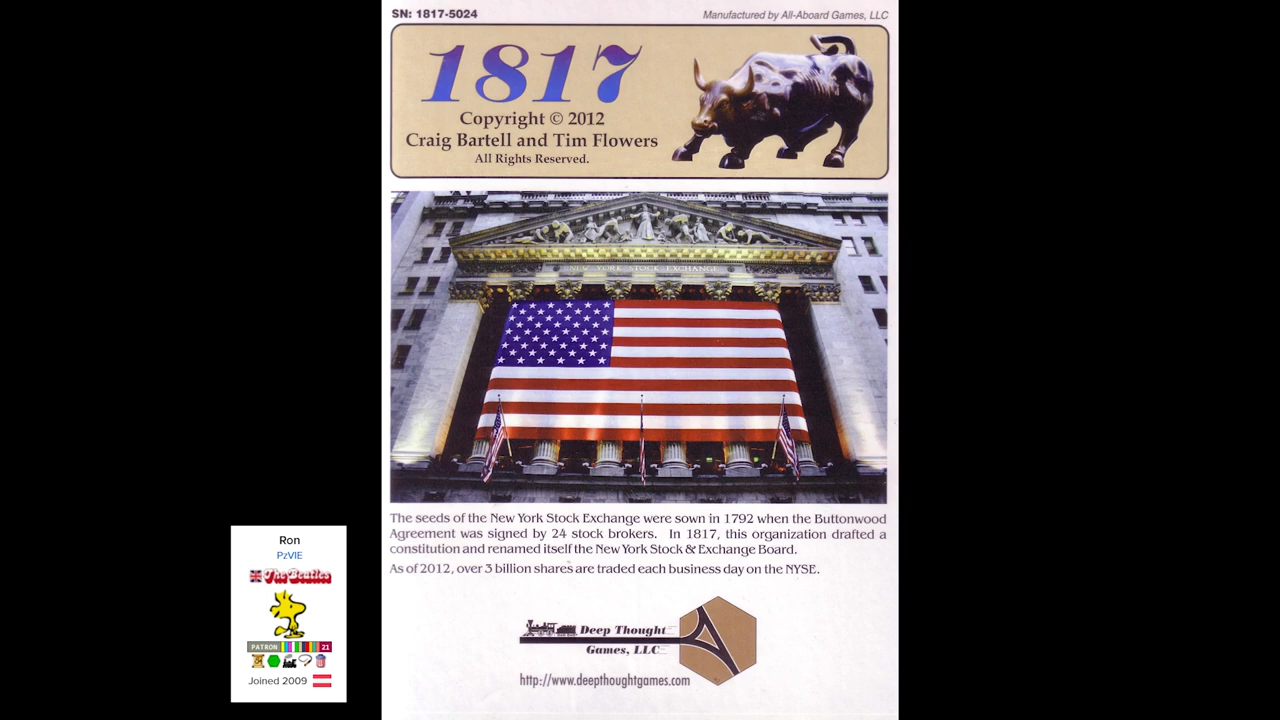 SN: 1817-5024
Manufactured by All-Aboard Games, LLC
1817
Copyright © 2012
Craig Bartell and Tim Flowers
All Rights Reserved.
NEW YORK STOCK EXCHANGE
The seeds of the New York Stock Exchange were sown in 1792 when the Buttonwood
Agreement was signed by 24 stock brokers. In 1817, this organization drafted a
constitution and renamed itself the New York Stock & Exchange Board.
As of 2012, over 3 billion shares are traded each business day on the NYSE.
Deep Thought
Games, LLC
http://www.deepthoughtgames.com
Ron
PzVIE
The Beatles
PATRON 21
Joined 2009